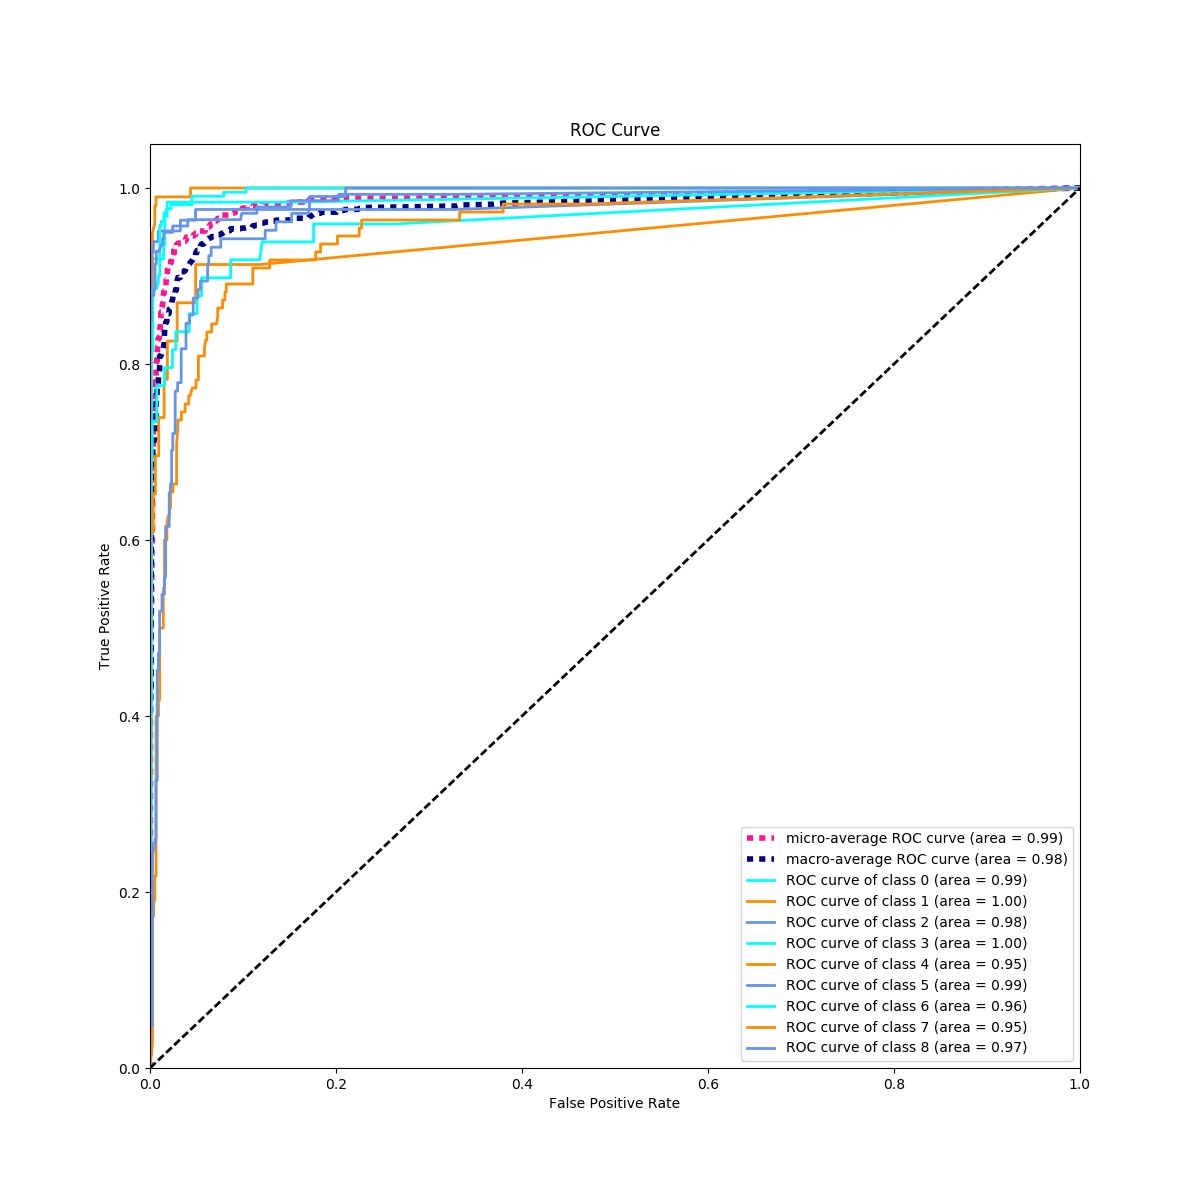 ROC Curve
1.0
0.8
0.6
0.4
0.2
0.0
True Positive Rate
micro-average ROC curve (area = 0.99)
macro-average ROC curve (area = 0.98)
ROC curve of class 0 (area = 0.99)
ROC curve of class 1 (area = 1.00)
ROC curve of class 2 (area = 0.98)
ROC curve of class 3 (area = 1.00)
ROC curve of class 4 (area = 0.95)
ROC curve of class 5 (area = 0.99)
ROC curve of class 6 (area = 0.96)
ROC curve of class 7 (area = 0.95)
ROC curve of class 8 (area = 0.97)
0.0 0.2 0.4 0.6 0.8 1.0
False Positive Rate